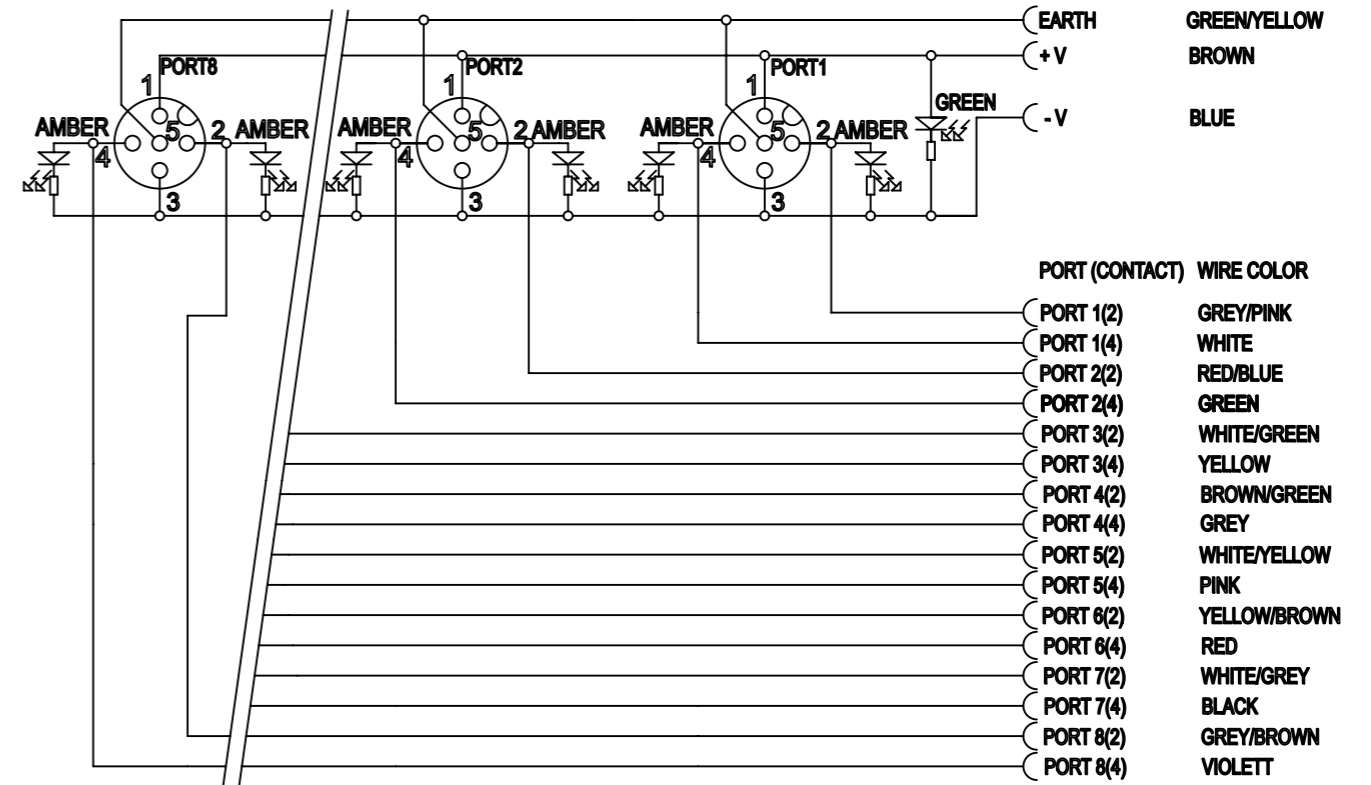 EARTH GREEN/YELLOW
+ V BROWN
PORT8 PORT2 PORT1
1 1 1
GREEN
- V BLUE
AMBER 5 2 AMBER AMBER 5 2 AMBER AMBER 5 2 AMBER
4 4 4
3 3 3
PORT (CONTACT) WIRE COLOR
PORT 1(2) GREY/PINK
PORT 1(4) WHITE
PORT 2(2) RED/BLUE
PORT 2(4) GREEN
PORT 3(2) WHITE/GREEN
PORT 3(4) YELLOW
PORT 4(2) BROWN/GREEN
PORT 4(4) GREY
PORT 5(2) WHITE/YELLOW
PORT 5(4) PINK
PORT 6(2) YELLOW/BROWN
PORT 6(4) RED
PORT 7(2) WHITE/GREY
PORT 7(4) BLACK
PORT 8(2) GREY/BROWN
PORT 8(4) VIOLETT